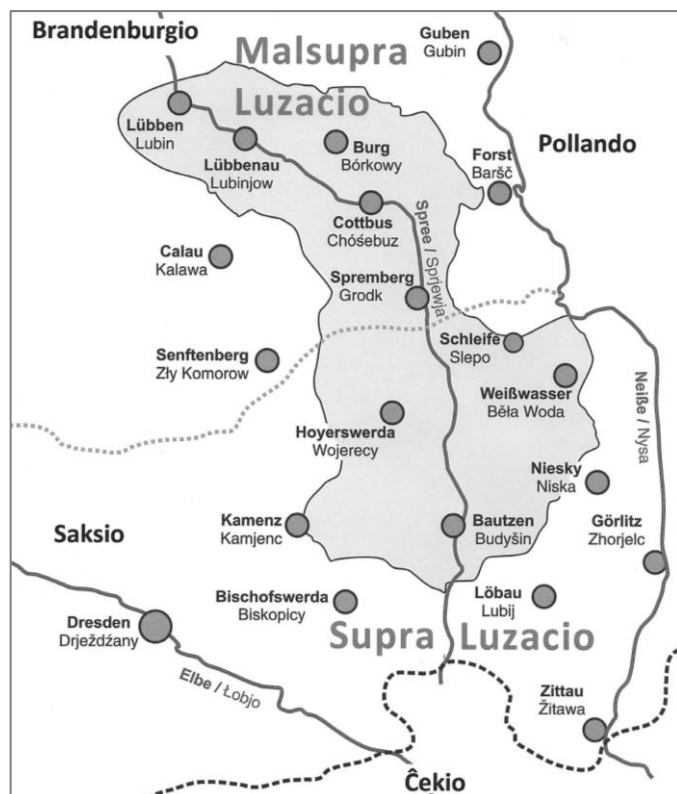 Brandenburgio
Malsupra
Luzacio
Guben
Gubin
Lübben
Lubin
Lübbenau
Lubinjow
Burg
Bórkowy
Forst
Baršč
Pollando
Cottbus
Chóśebuz
Spree / Sprjewja
Calau
Kalawa
Spremberg
Grodk
Schleife
Slepo
Senftenberg
Zły Komorow
Weißwasser
Běła Woda
Neiße / Nysa
Hoyerswerda
Wojerecy
Niesky
Niska
Saksio
Kamenz
Kamjenc
Bautzen
Budyšin
Görlitz
Zhorjelc
Bischofswerda
Biskopicy
Löbau
Lubij
Dresden
Drježdźany
Supra Luzacio
Elbe / Łobjo
Zittau
Žitawa
Ĉekio